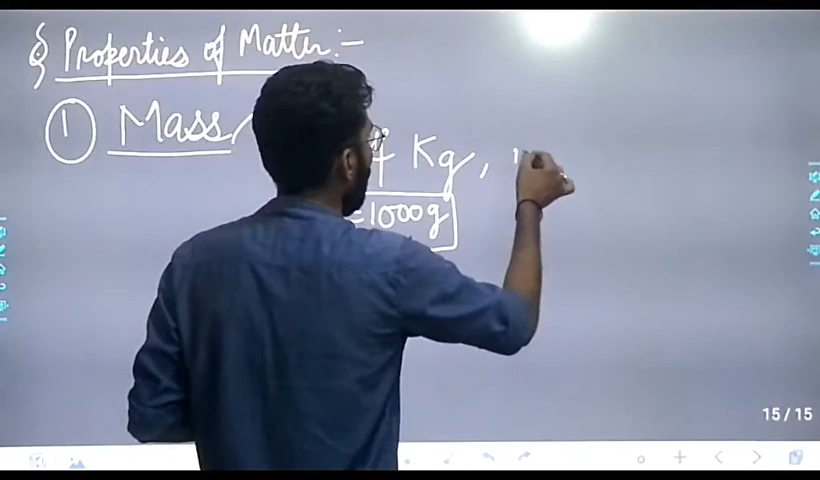 § Properties of Matter:-
① Mass
Kg,
=1000g
15/15